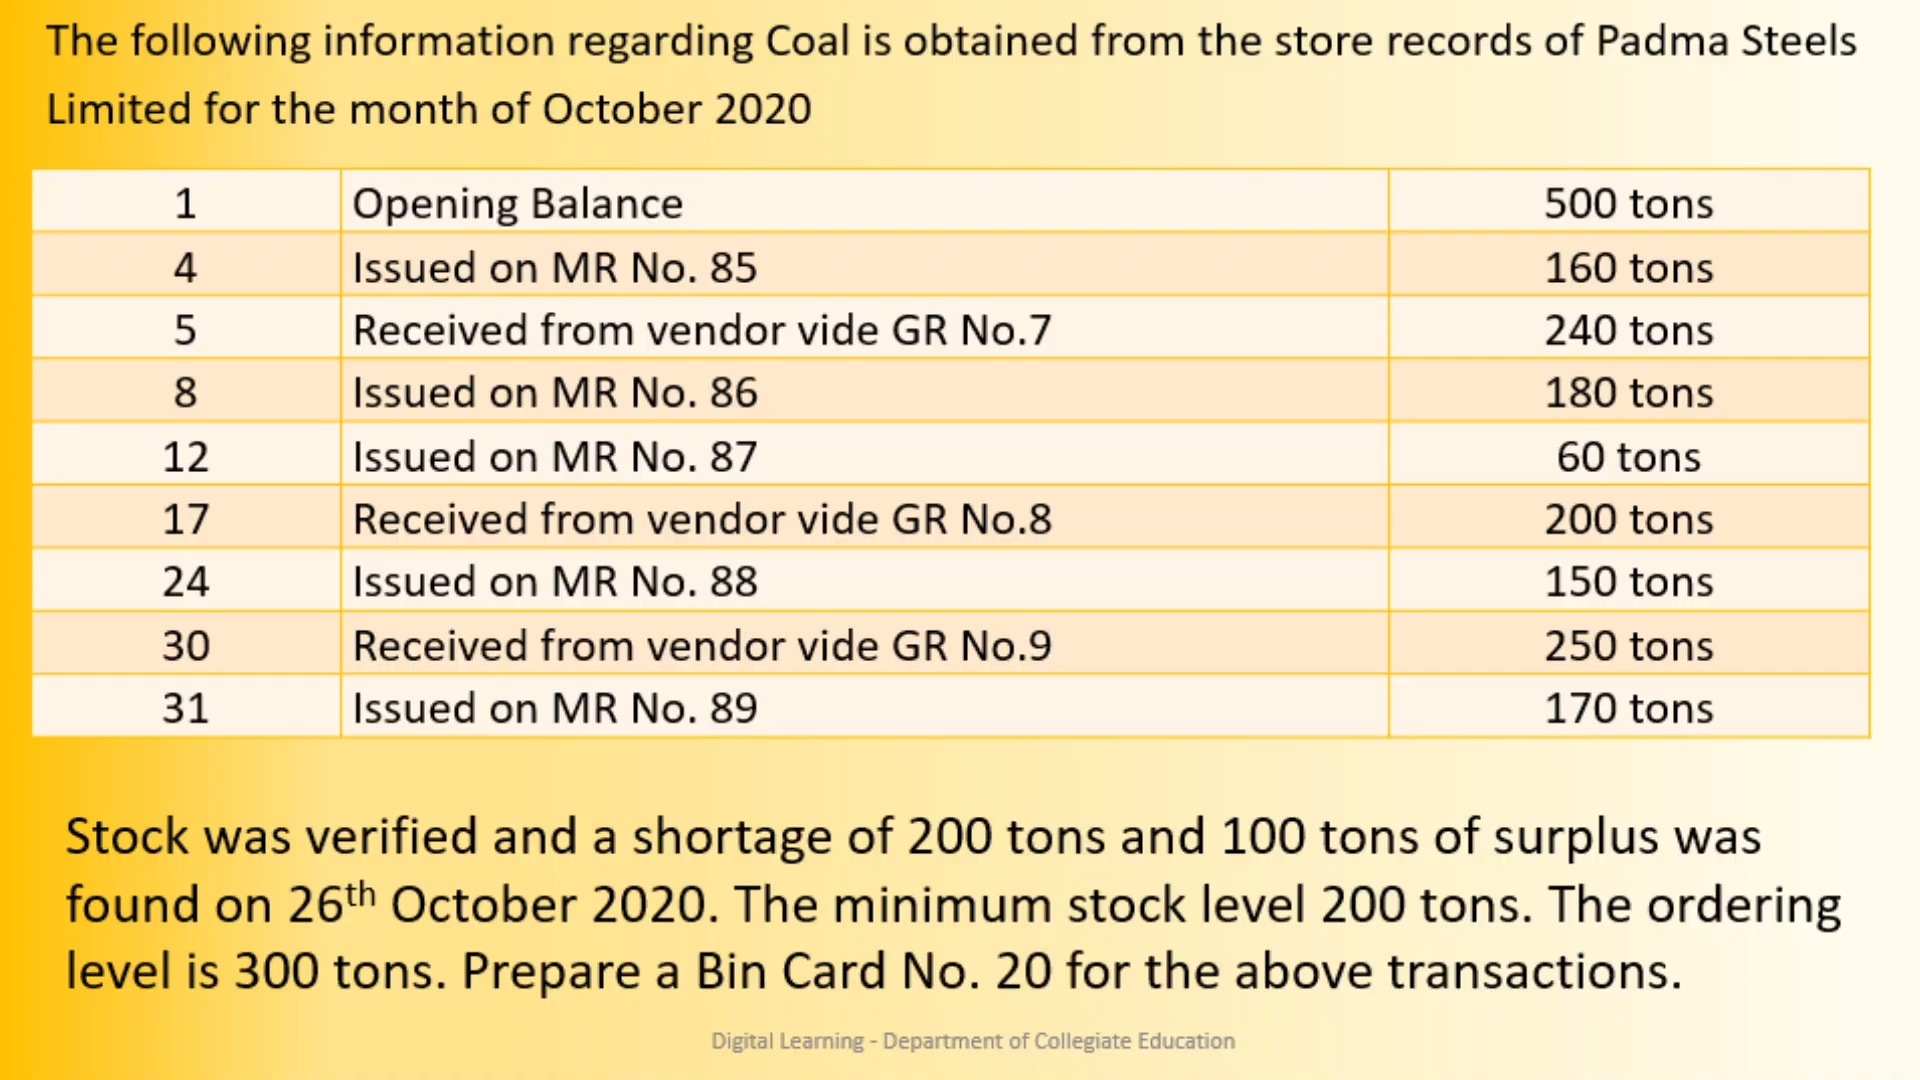 The following information regarding Coal is obtained from the store records of Padma Steels
Limited for the month of October 2020
1 Opening Balance 500 tons
4 Issued on MR No. 85 160 tons
5 Received from vendor vide GR No.7 240 tons
8 Issued on MR No. 86 180 tons
12 Issued on MR No. 87 60 tons
17 Received from vendor vide GR No.8 200 tons
24 Issued on MR No. 88 150 tons
30 Received from vendor vide GR No.9 250 tons
31 Issued on MR No. 89 170 tons
Stock was verified and a shortage of 200 tons and 100 tons of surplus was
found on 26th October 2020. The minimum stock level 200 tons. The ordering
level is 300 tons. Prepare a Bin Card No. 20 for the above transactions.
Digital Learning - Department of Collegiate Education